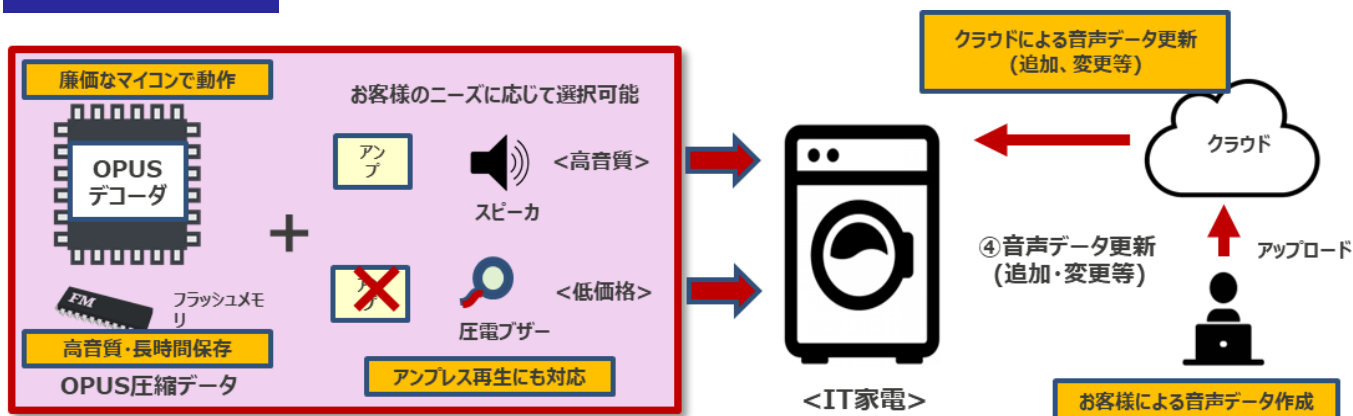 クラウドによる音声データ更新
(追加、変更等)
廉価なマイコンで動作
お客様のニーズに応じて選択可能
OPUS
デコーダ
アン
プ
<高音質>
スピーカ
クラウド
+
④音声データ更新
(追加・変更等)
アップロード
FM
フラッシュメモ
リ
アン
プ
<低価格>
圧電ブザー
高音質・長時間保存
OPUS圧縮データ
アンプレス再生にも対応
<IT家電>
お客様による音声データ作成